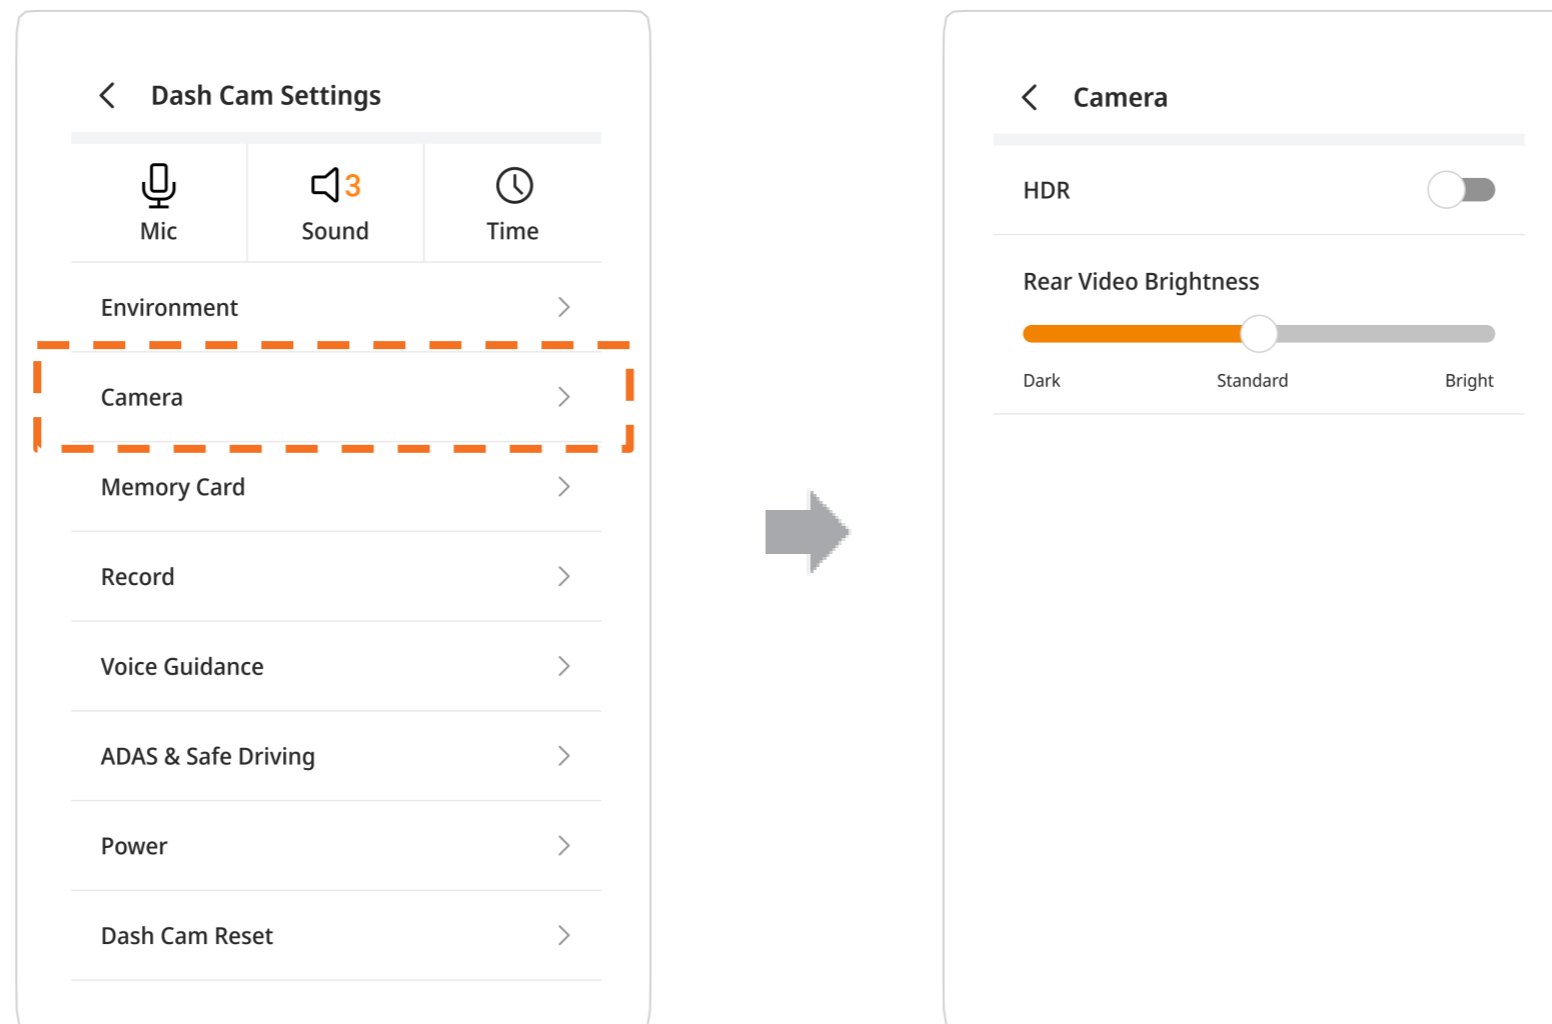 Dash Cam Settings
3
Mic
Sound
Time
Environment
Camera
Memory Card
Record
Voice Guidance
ADAS & Safe Driving
Power
Dash Cam Reset
Camera
HDR
Rear Video Brightness
Dark
Standard
Bright